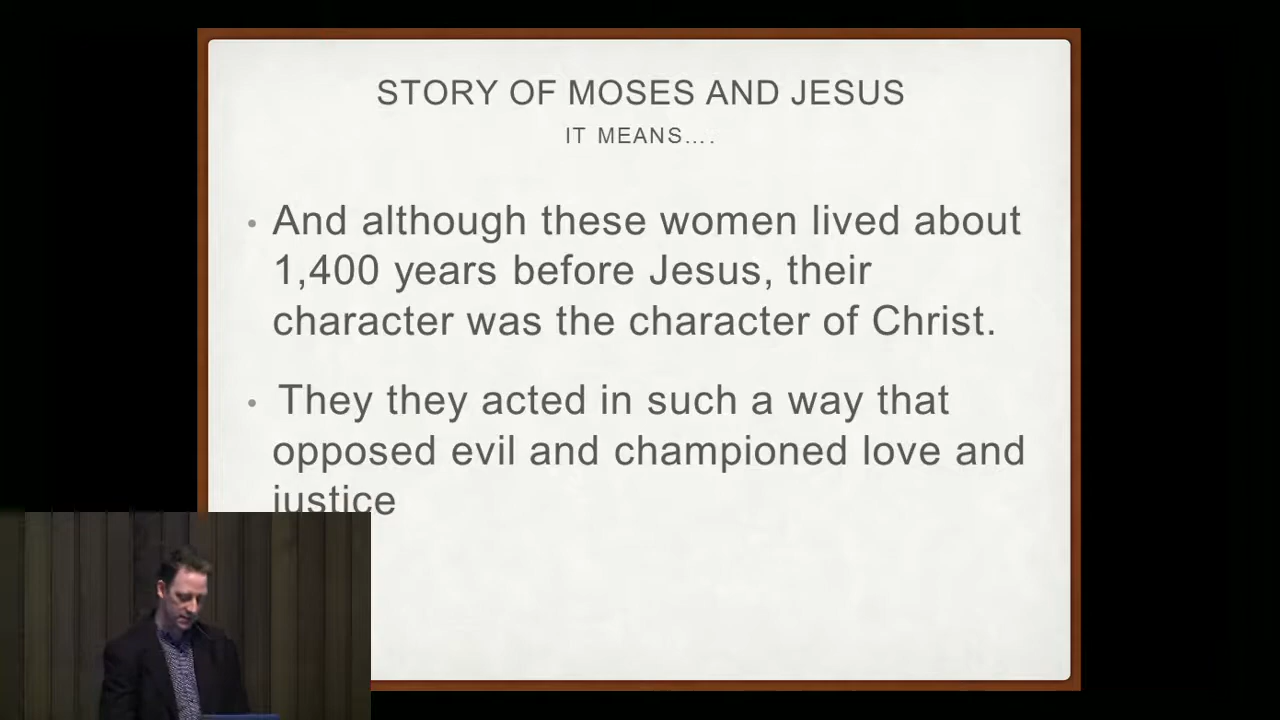 STORY OF MOSES AND JESUS
IT MEANS....
• And although these women lived about
1,400 years before Jesus, their
character was the character of Christ.
• They they acted in such a way that
opposed evil and championed love and
justice